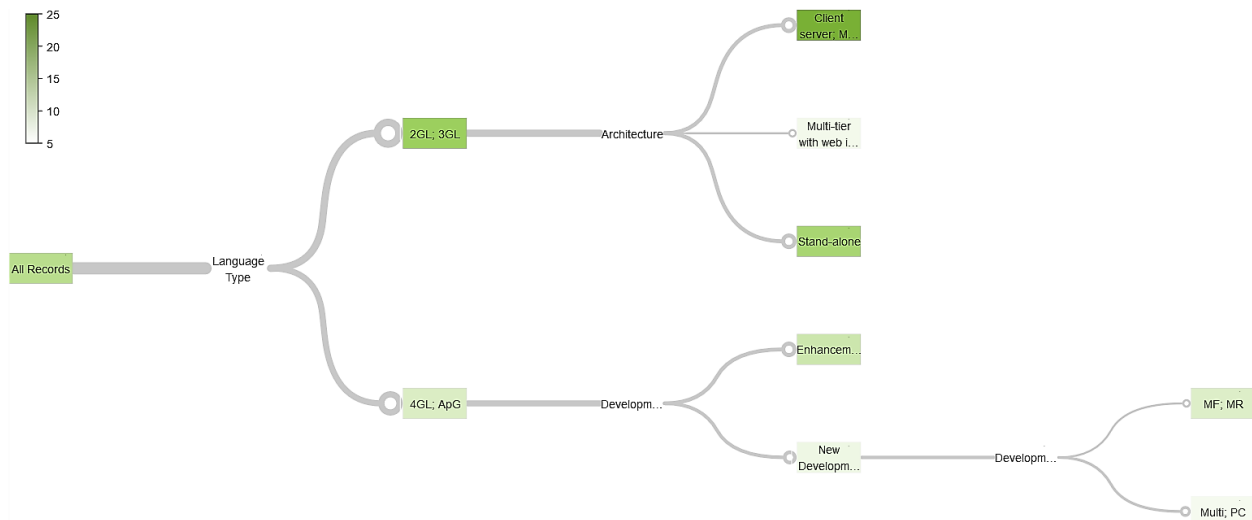 25
20
15
10
5
Client
server; M...
2GL; 3GL
Architecture
Multi-tier
with web i...
Stand-alone
All Records
Language
Type
Enhancem...
4GL; ApG
Developm...
MF; MR
New
Developm...
Developm...
Multi; PC